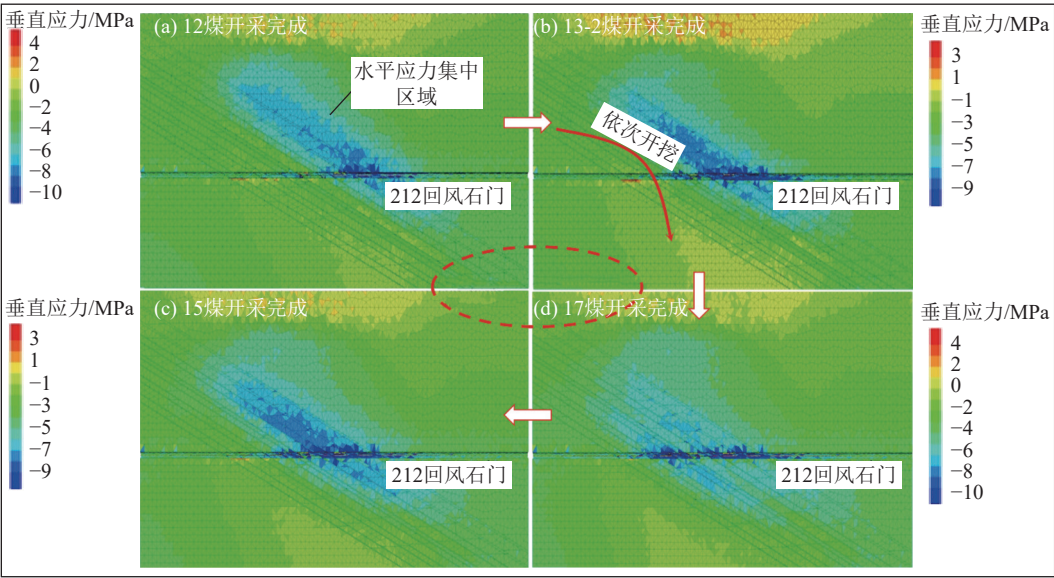 垂直应力/MPa
4
2
0
−2
−4
−6
−8
−10
(a) 12煤开采完成
水平应力集中
区域
212回风石门
(b) 13-2煤开采完成
依次开挖
212回风石门
垂直应力/MPa
3
1
−1
−3
−5
−7
−9
垂直应力/MPa
3
1
−1
−3
−5
−7
−9
(c) 15煤开采完成
212回风石门
(d) 17煤开采完成
212回风石门
垂直应力/MPa
4
2
0
−2
−4
−6
−8
−10